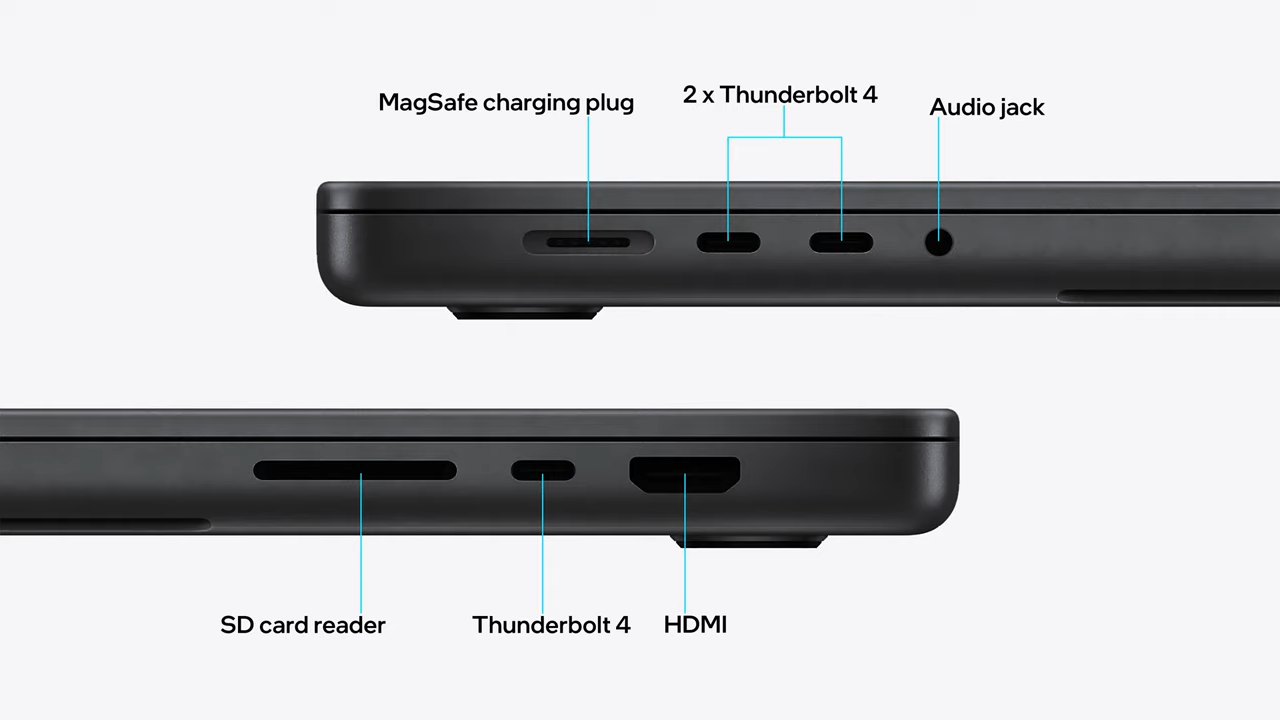 MagSafe charging plug
2 x Thunderbolt 4
Audio jack
SD card reader
Thunderbolt 4
HDMI